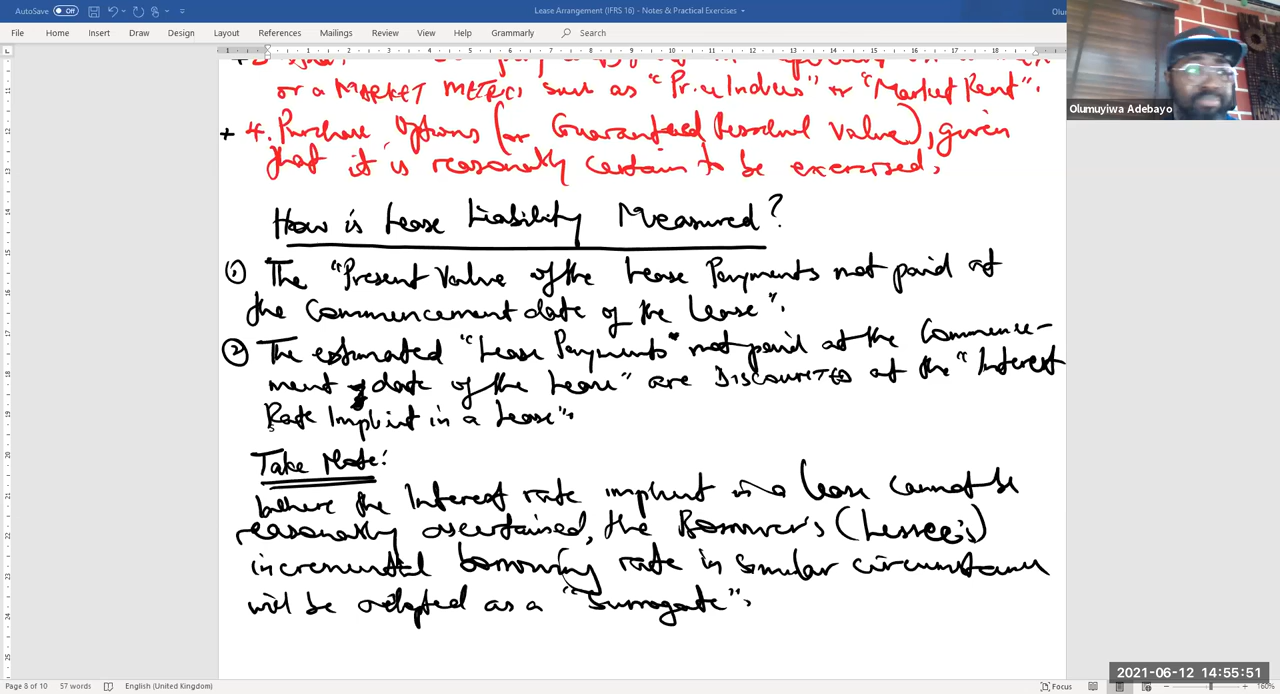 AutoSave Off
Lease Arrangement (IFRS 16) - Notes & Practical Exercises
Olu
File Home Insert Draw Design Layout References Mailings Review View Help Grammarly Search
or a MARKET METRICS such as "Price Indices" or "Market Rent".
+ 4. Purchase Options (or Guaranteed Residual Value), given
that it is reasonably certain to be exercised.
How is Lease Liability Measured?
1) The "Present Value of the Lease Payments not paid at
the Commencement date of the Lease".
2) The estimated "Lease Payments" not paid at the Commence-
ment date of the Lease" are DISCOUNTED at the "Interest
Rate Implicit in a Lease".
Take Note:
Where the Interest rate implicit in a lease cannot be
reasonably ascertained, the Borrower's (Lessee's)
incremental borrowing rate in similar circumstances
will be adopted as a "Surrogate".
Olumuyiwa Adebayo
2021-06-12 14:55:51
Page 8 of 10 57 words English (United Kingdom) Focus 160%